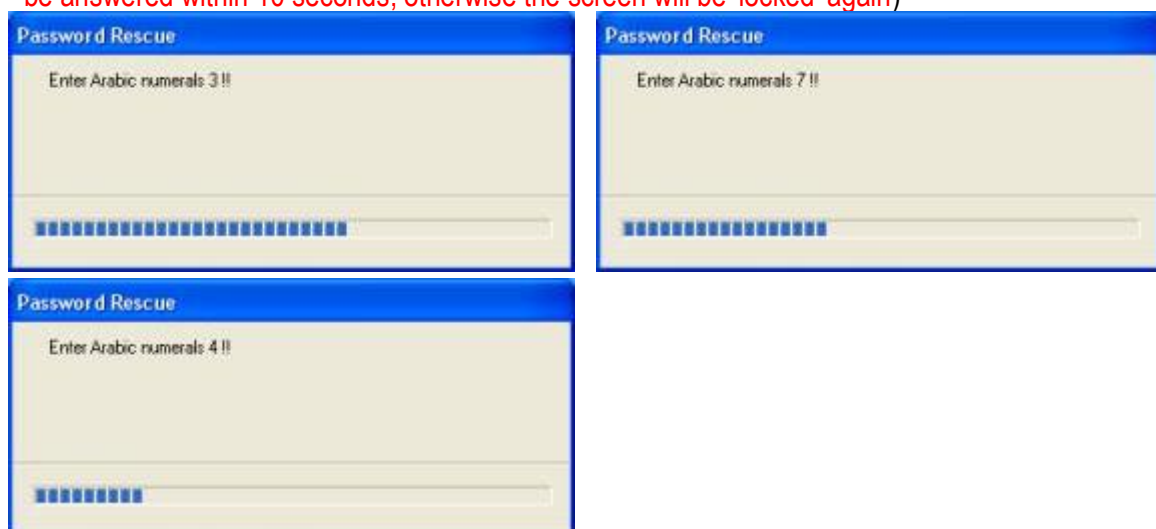 be answered within 10 seconds, otherwise the screen will be 'locked' again)
Password Rescue
Enter Arabic numerals 3 !!
Password Rescue
Enter Arabic numerals 7 !!
Password Rescue
Enter Arabic numerals 4 !!